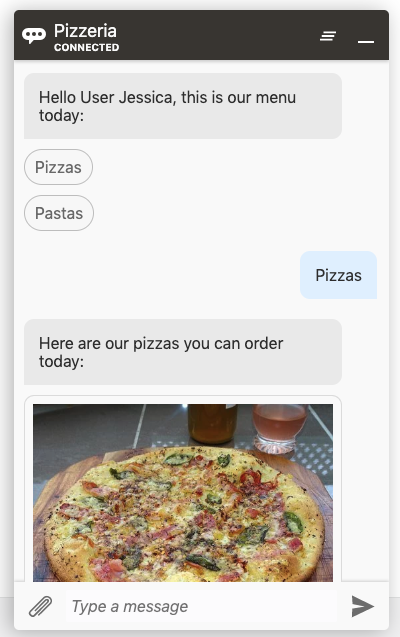 Pizzeria
CONNECTED
Hello User Jessica, this is our menu
today:
Pizzas
Pastas
Pizzas
Here are our pizzas you can order
today:
Type a message